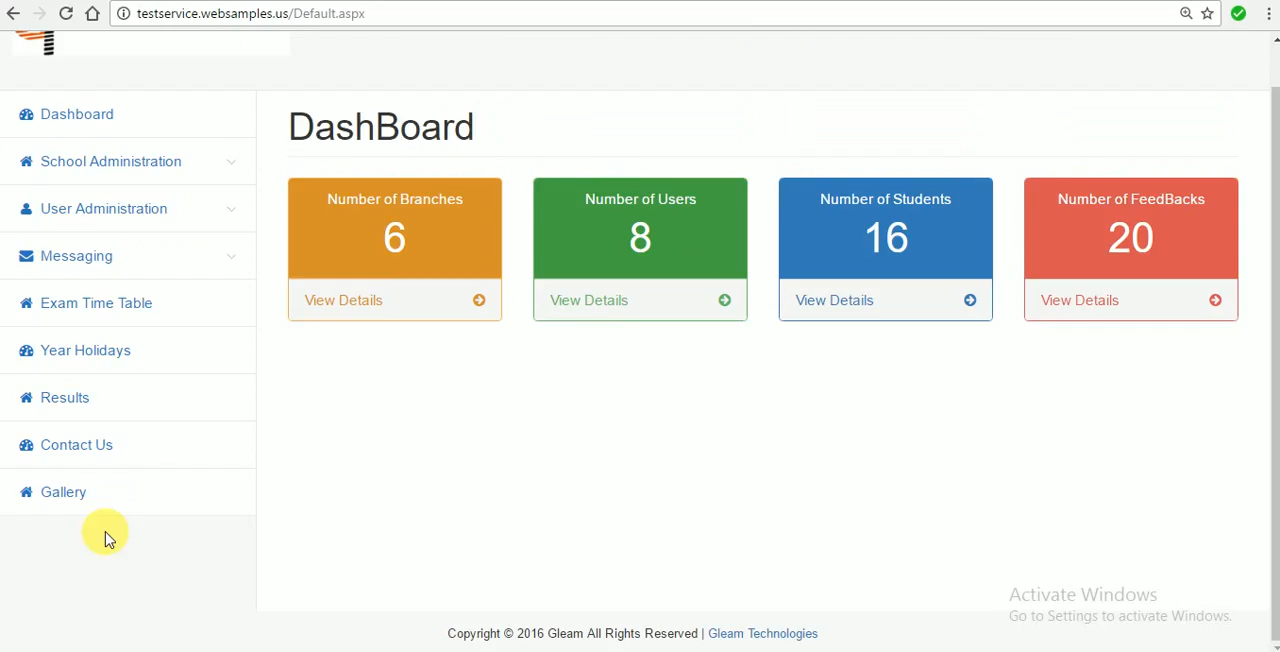 testservice.websamples.us/Default.aspx
Dashboard
School Administration
User Administration
Messaging
Exam Time Table
Year Holidays
Results
Contact Us
Gallery
DashBoard
Number of Branches
6
View Details
Number of Users
8
View Details
Number of Students
16
View Details
Number of FeedBacks
20
View Details
Activate Windows
Go to Settings to activate Windows.
Copyright © 2016 Gleam All Rights Reserved | Gleam Technologies